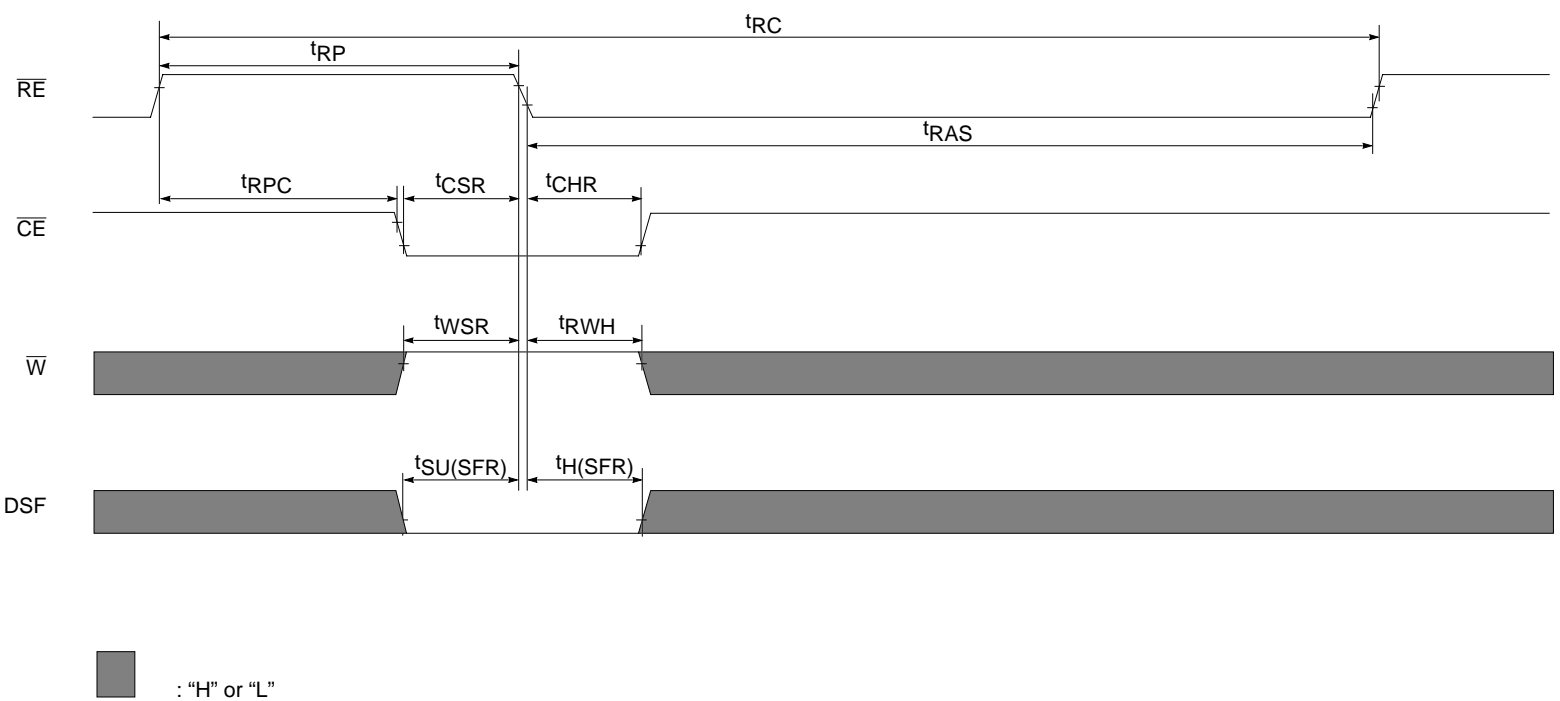 tRC
tRP
RE
tRAS
tRPC
tCSR
tCHR
CE
tWSR
tRWH
W
tSU(SFR)
tH(SFR)
DSF
: “H” or “L”